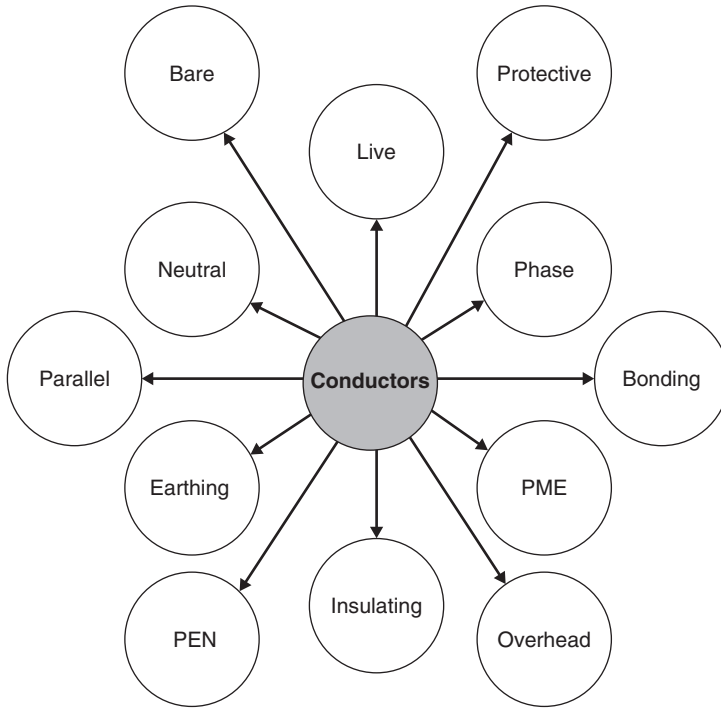 Bare
Protective
Live
Neutral
Phase
Parallel
Conductors
Bonding
Earthing
PME
Insulating
PEN
Overhead